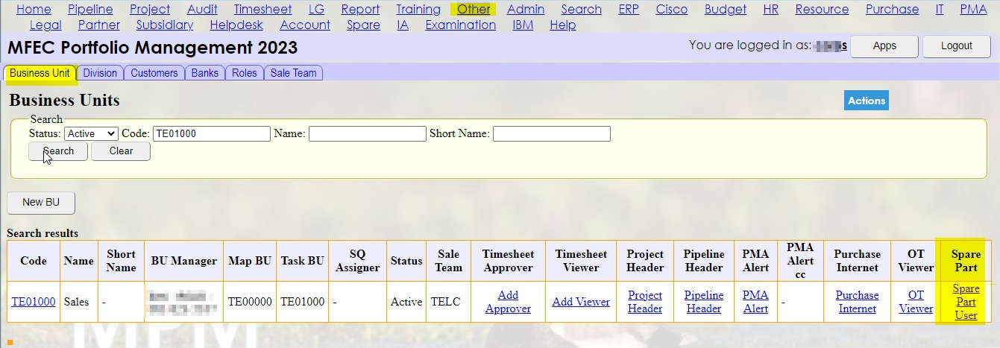 Home Pipeline Project Audit Timesheet LG Report Training Other Admin Search ERP Cisco Budget HR Resource Purchase IT PMA
Legal Partner Subsidiary Helpdesk Account Spare IA Examination IBM Help
MFEC Portfolio Management 2023 You are logged in as: s Apps Logout
Business Unit Division Customers Banks Roles Sale Team
Business Units Actions
Search
Status: Active Code: TE01000 Name: Short Name:
Search Clear
New BU
Search results
Code Name Short Name BU Manager Map BU Task BU SQ Assigner Status Sale Team Timesheet Approver Timesheet Viewer Project Header Pipeline Header PMA Alert PMA Alert cc Purchase Internet OT Viewer Spare Part
TE01000 Sales - TE00000 TE01000 - Active TELC Add Approver Add Viewer Project Header Pipeline Header PMA Alert - Purchase Internet OT Viewer Spare Part User
MPM